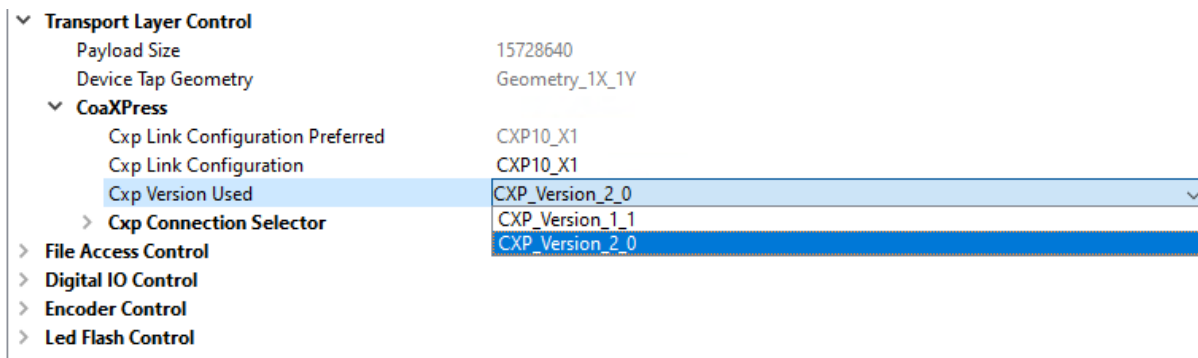 Transport Layer Control
Payload Size 15728640
Device Tap Geometry Geometry_1X_1Y
CoaXPress
Cxp Link Configuration Preferred CXP10_X1
Cxp Link Configuration CXP10_X1
Cxp Version Used CXP_Version_2_0
CXP_Version_1_1
Cxp Connection Selector
CXP_Version_2_0
File Access Control
Digital IO Control
Encoder Control
Led Flash Control